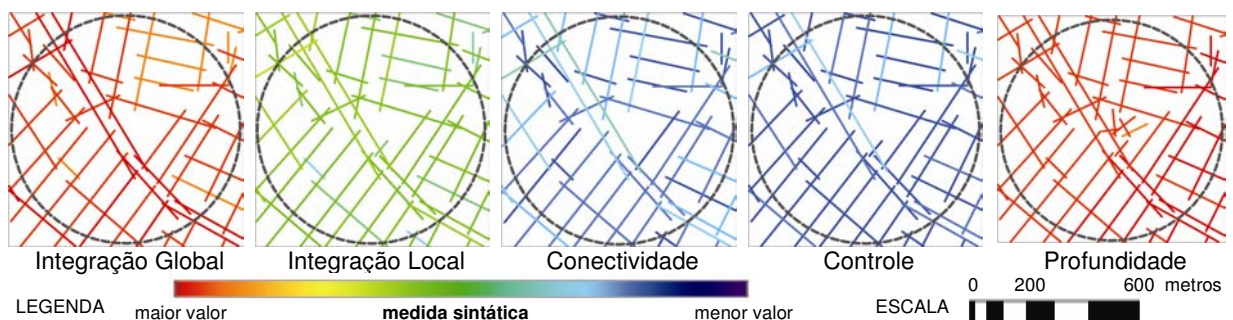 Integração Global Integração Local Conectividade Controle Profundidade
LEGENDA maior valor medida sintática menor valor ESCALA 0 200 600 metros